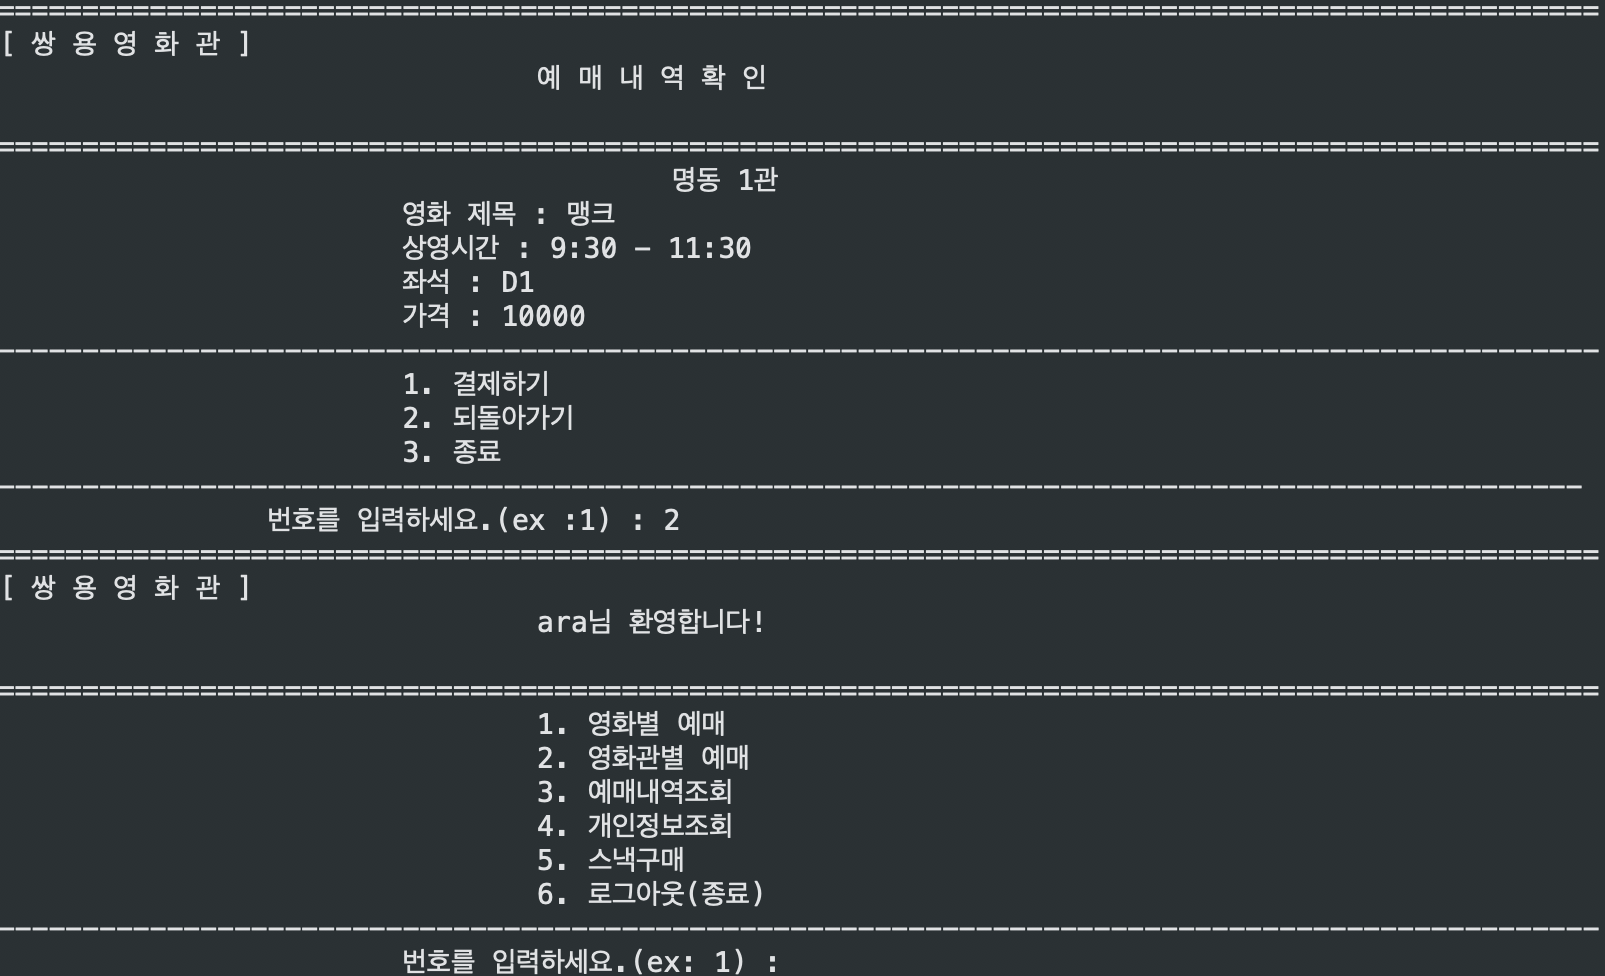 [ 쌍 용 영 화 관 ]
예 매 내 역 확 인
명동 1관
영화 제목 : 맹크
상영시간 : 9:30 - 11:30
좌석 : D1
가격 : 10000
1. 결제하기
2. 되돌아가기
3. 종료
번호를 입력하세요.(ex :1) : 2
[ 쌍 용 영 화 관 ]
ara님 환영합니다!
1. 영화별 예매
2. 영화관별 예매
3. 예매내역조회
4. 개인정보조회
5. 스낵구매
6. 로그아웃(종료)
번호를 입력하세요.(ex: 1) :